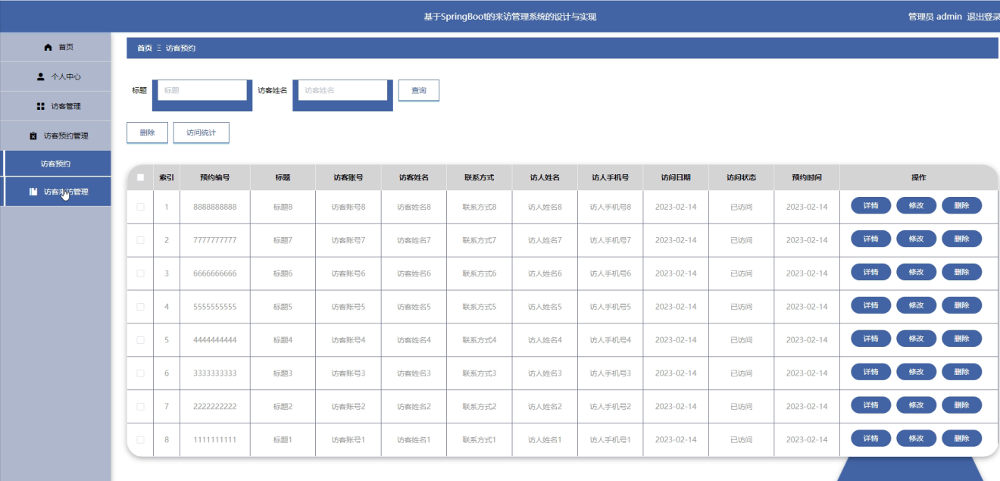 基于SpringBoot的来访管理系统的设计与实现
管理员 admin 退出登录
首页
个人中心
访客管理
访客预约管理
访客预约
访客来访管理
首页 Ξ 访客预约
标题 标题 访客姓名 访客姓名 查询
删除 访问统计
索引 预约编号 标题 访客账号 访客姓名 联系方式 访人姓名 访人手机号 访问日期 访问状态 预约时间 操作
1 8888888888 标题8 访客账号8 访客姓名8 联系方式8 访人姓名8 访人手机号8 2023-02-14 已访问 2023-02-14 详情 修改 删除
2 7777777777 标题7 访客账号7 访客姓名7 联系方式7 访人姓名7 访人手机号7 2023-02-14 已访问 2023-02-14 详情 修改 删除
3 6666666666 标题6 访客账号6 访客姓名6 联系方式6 访人姓名6 访人手机号6 2023-02-14 已访问 2023-02-14 详情 修改 删除
4 5555555555 标题5 访客账号5 访客姓名5 联系方式5 访人姓名5 访人手机号5 2023-02-14 已访问 2023-02-14 详情 修改 删除
5 4444444444 标题4 访客账号4 访客姓名4 联系方式4 访人姓名4 访人手机号4 2023-02-14 已访问 2023-02-14 详情 修改 删除
6 3333333333 标题3 访客账号3 访客姓名3 联系方式3 访人姓名3 访人手机号3 2023-02-14 已访问 2023-02-14 详情 修改 删除
7 2222222222 标题2 访客账号2 访客姓名2 联系方式2 访人姓名2 访人手机号2 2023-02-14 已访问 2023-02-14 详情 修改 删除
8 1111111111 标题1 访客账号1 访客姓名1 联系方式1 访人姓名1 访人手机号1 2023-02-14 已访问 2023-02-14 详情 修改 删除